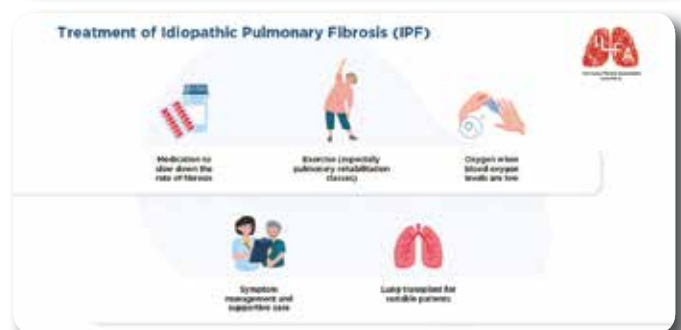 Treatment of Idiopathic Pulmonary Fibrosis (IPF)
ILFA
Medication to
slow down the
rate of fibrosis
Exercise (especially
pulmonary rehabilitation
classes)
Oxygen when
blood oxygen
levels are low
Symptom
management and
supportive care
Lung transplant for
suitable patients